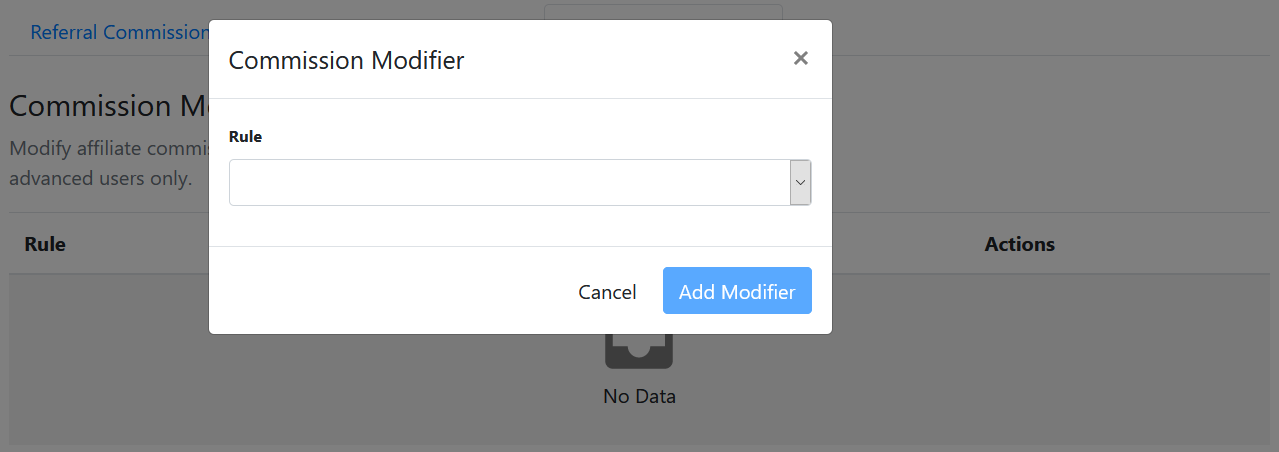 Referral Commission
Commission Modifier
×
Commission M
Modify affiliate commis
advanced users only.
Rule
Rule
Actions
Cancel
Add Modifier
No Data